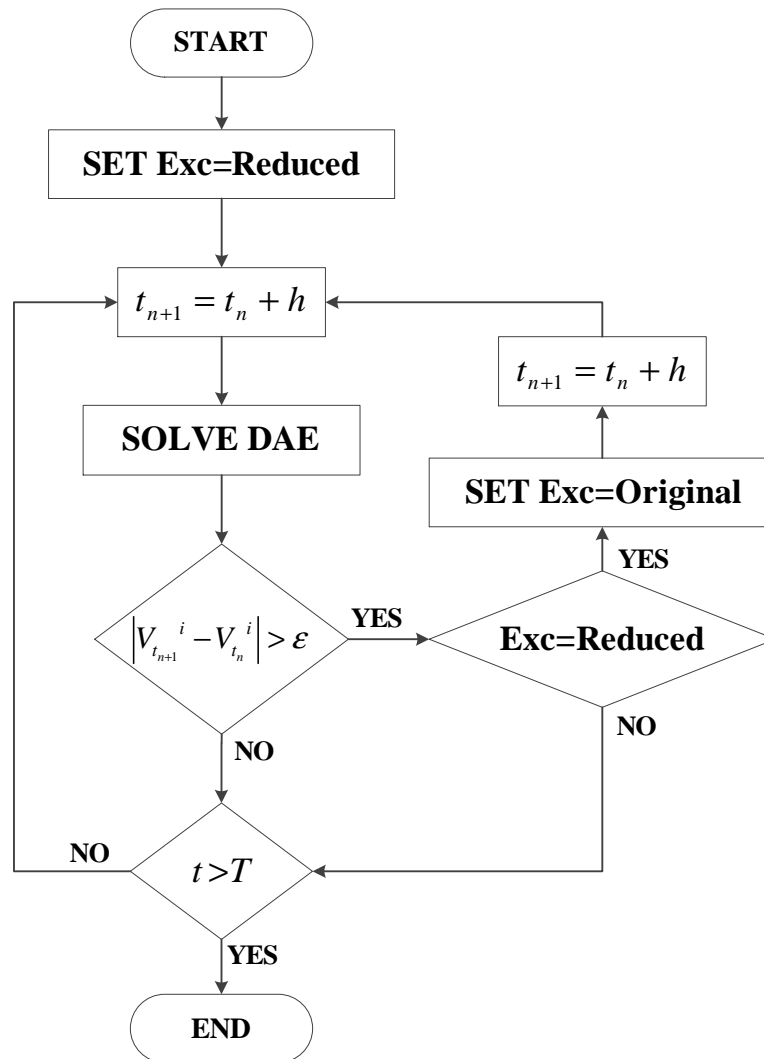 START
SET Exc=Reduced
t_{n+1} = t_n + h
t_{n+1} = t_n + h
SOLVE DAE
SET Exc=Original
YES
|V_{t_{n+1}}^i − V_{t_n}^i| > ε
YES
Exc=Reduced
NO
NO
NO
t > T
YES
END